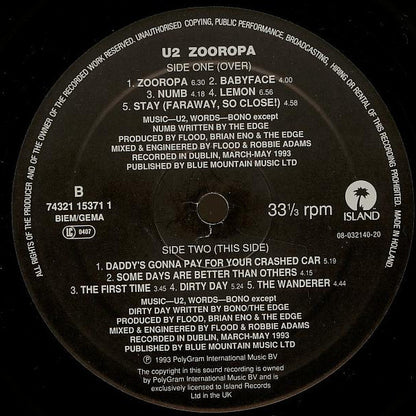 ALL RIGHTS OF THE PRODUCER AND OF THE OWNER OF THE RECORDED WORK RESERVED. UNAUTHORISED COPYING, PUBLIC PERFORMANCE, BROADCASTING, HIRING OR RENTAL OF THIS RECORDING PROHIBITED. MADE IN HOLLAND.
U2 ZOOROPA
SIDE ONE (OVER)
1. ZOOROPA 6.30 2. BABYFACE 4.00
3. NUMB 4.18 4. LEMON 6.56
5. STAY (FARAWAY, SO CLOSE!) 4.58
MUSIC—U2, WORDS—BONO except
NUMB WRITTEN BY THE EDGE
PRODUCED BY FLOOD, BRIAN ENO & THE EDGE
MIXED & ENGINEERED BY FLOOD & ROBBIE ADAMS
RECORDED IN DUBLIN, MARCH-MAY 1993
PUBLISHED BY BLUE MOUNTAIN MUSIC LTD
B
74321 15371 1
BIEM/GEMA
LC 0407
33⅓ rpm
ISLAND
08-032140-20
SIDE TWO (THIS SIDE)
1. DADDY'S GONNA PAY FOR YOUR CRASHED CAR 5.19
2. SOME DAYS ARE BETTER THAN OTHERS 4.15
3. THE FIRST TIME 3.45 4. DIRTY DAY 5.24 5. THE WANDERER 4.44
MUSIC—U2, WORDS—BONO except
DIRTY DAY WRITTEN BY BONO/THE EDGE
PRODUCED BY FLOOD, BRIAN ENO & THE EDGE
MIXED & ENGINEERED BY FLOOD & ROBBIE ADAMS
RECORDED IN DUBLIN, MARCH-MAY 1993
PUBLISHED BY BLUE MOUNTAIN MUSIC LTD
℗ 1993 PolyGram International Music BV
The copyright in this sound recording is owned
by PolyGram International Music BV and is
exclusively licensed to Island Records
Ltd in the UK